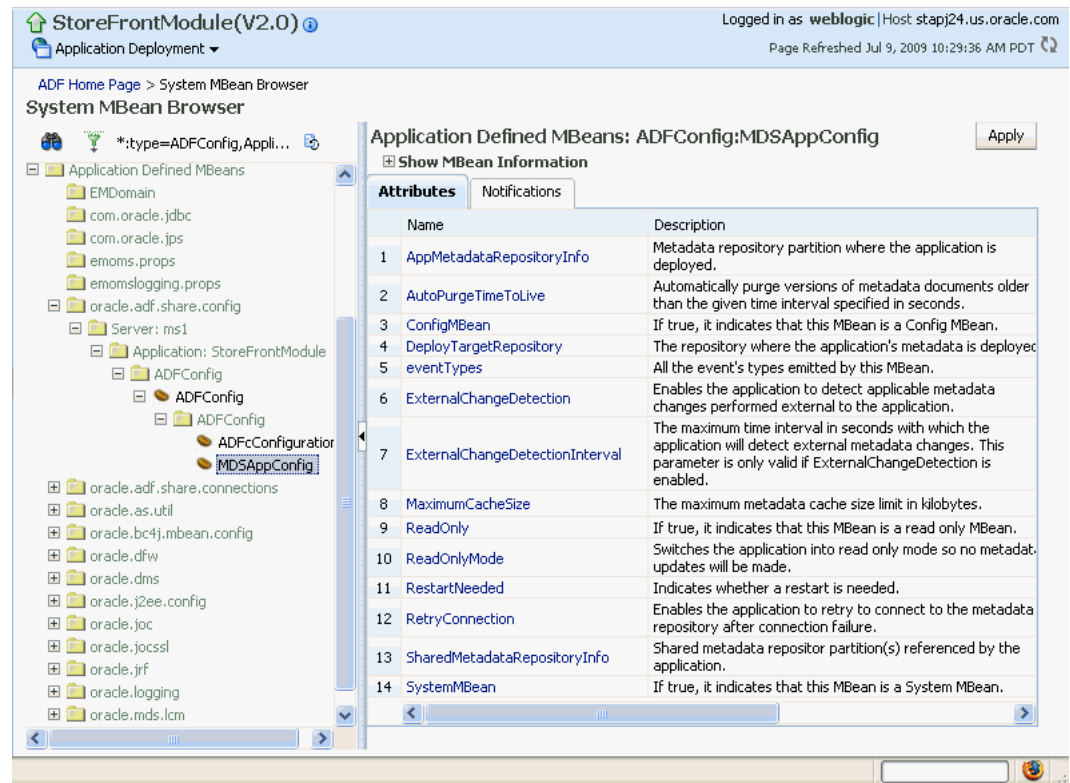 StoreFrontModule(V2.0)
Logged in as weblogic|Host stapj24.us.oracle.com
Application Deployment
Page Refreshed Jul 9, 2009 10:29:36 AM PDT
ADF Home Page > System MBean Browser
System MBean Browser
*:type=ADFConfig,Appli...
Application Defined MBeans
EMDomain
com.oracle.jdbc
com.oracle.jps
emoms.props
emomslogging.props
oracle.adf.share.config
Server: ms1
Application: StoreFrontModule
ADFConfig
ADFConfig
ADFConfig
ADFcConfiguration
MDSAppConfig
oracle.adf.share.connections
oracle.as.util
oracle.bc4j.mbean.config
oracle.dfw
oracle.dms
oracle.j2ee.config
oracle.joc
oracle.jocssl
oracle.jrf
oracle.logging
oracle.mds.lcm
Application Defined MBeans: ADFConfig:MDSAppConfig
Apply
Show MBean Information
Attributes Notifications
Name Description
1 AppMetadataRepositoryInfo Metadata repository partition where the application is
deployed.
2 AutoPurgeTimeToLive Automatically purge versions of metadata documents older
than the given time interval specified in seconds.
3 ConfigMBean If true, it indicates that this MBean is a Config MBean.
4 DeployTargetRepository The repository where the application's metadata is deployed
5 eventTypes All the event's types emitted by this MBean.
6 ExternalChangeDetection Enables the application to detect applicable metadata
changes performed external to the application.
7 ExternalChangeDetectionInterval The maximum time interval in seconds with which the
application will detect external metadata changes. This
parameter is only valid if ExternalChangeDetection is
enabled.
8 MaximumCacheSize The maximum metadata cache size limit in kilobytes.
9 ReadOnly If true, it indicates that this MBean is a read only MBean.
10 ReadOnlyMode Switches the application into read only mode so no metadat
updates will be made.
11 RestartNeeded Indicates whether a restart is needed.
12 RetryConnection Enables the application to retry to connect to the metadata
repository after connection failure.
13 SharedMetadataRepositoryInfo Shared metadata repositor partition(s) referenced by the
application.
14 SystemMBean If true, it indicates that this MBean is a System MBean.